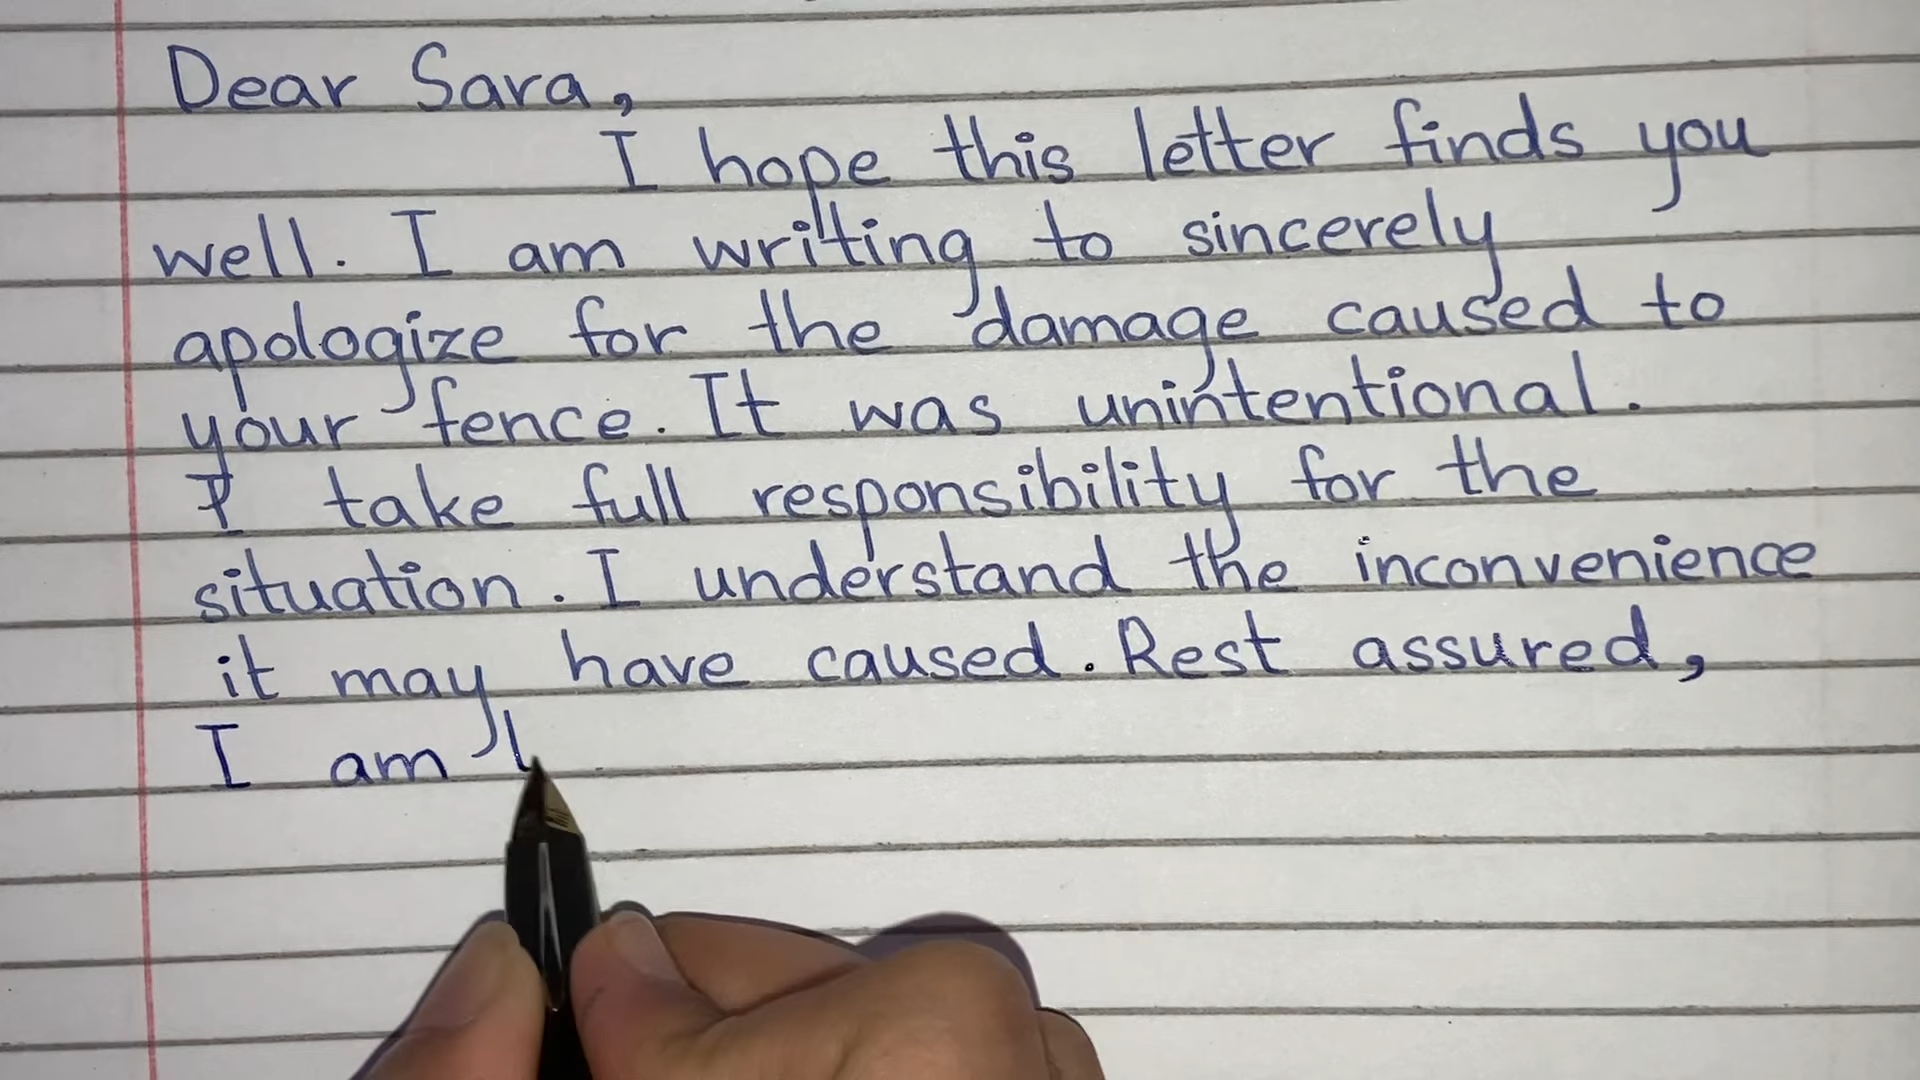 Dear Sara,
I hope this letter finds you
well. I am writing to sincerely
apologize for the damage caused to
your fence. It was unintentional.
I take full responsibility for the
situation. I understand the inconvenience
it may have caused. Rest assured,
I am